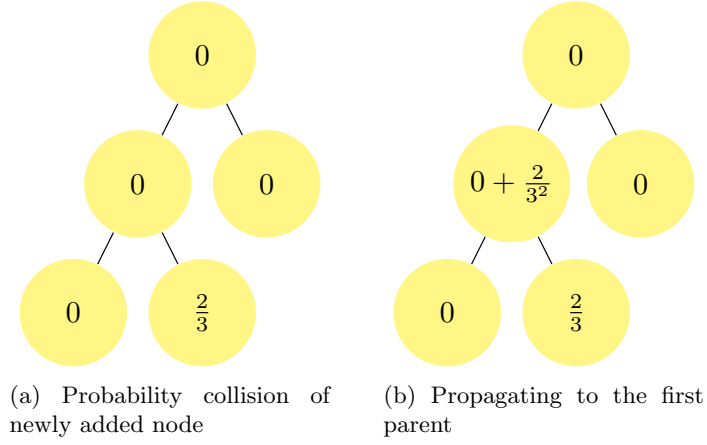 0
0
0
0
2/3
(a) Probability collision of
newly added node
0
0 + 2/3²
0
0
2/3
(b) Propagating to the first
parent